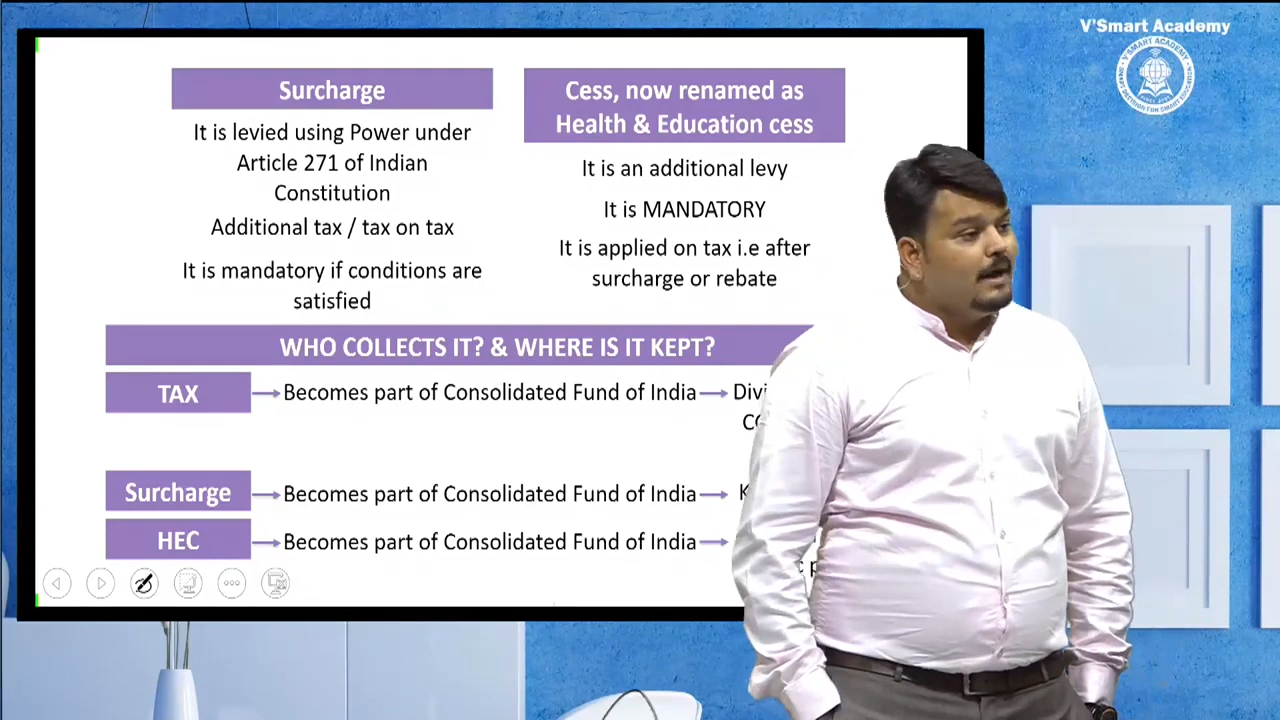 V'Smart Academy
Surcharge
It is levied using Power under
Article 271 of Indian
Constitution
Additional tax / tax on tax
It is mandatory if conditions are
satisfied
Cess, now renamed as
Health & Education cess
It is an additional levy
It is MANDATORY
It is applied on tax i.e after
surcharge or rebate
WHO COLLECTS IT? & WHERE IS IT KEPT?
TAX
Becomes part of Consolidated Fund of India
Surcharge
Becomes part of Consolidated Fund of India
HEC
Becomes part of Consolidated Fund of India